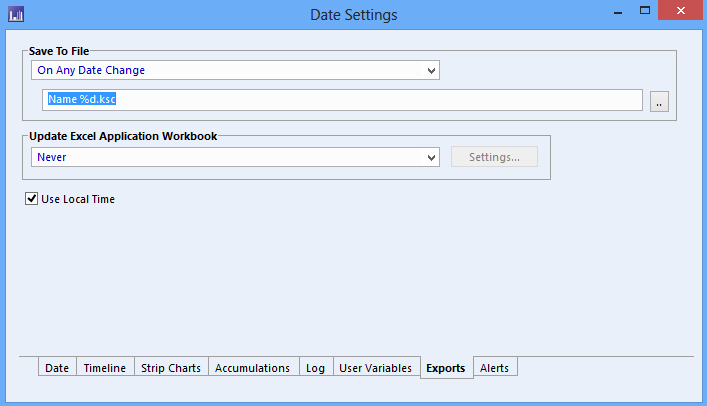 Date Settings
Save To File
On Any Date Change
Name %d.ksc
..
Update Excel Application Workbook
Never
Settings...
Use Local Time
Date Timeline Strip Charts Accumulations Log User Variables Exports Alerts